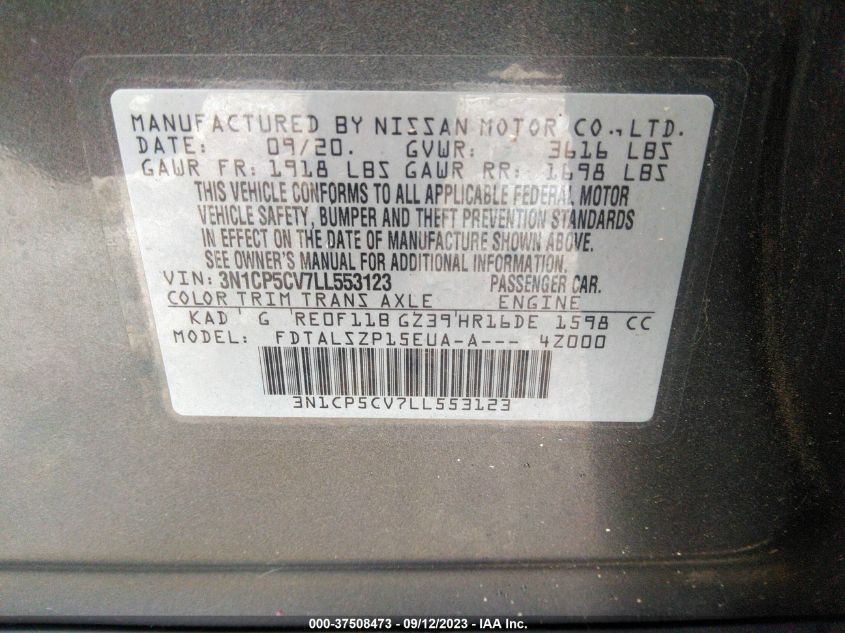 MANUFACTURED BY NISSAN MOTOR CO.,LTD.
DATE: 09/20. GVWR: 3616 LBS
GAWR FR: 1918 LBS GAWR RR: 1698 LBS
THIS VEHICLE CONFORMS TO ALL APPLICABLE FEDERAL MOTOR
VEHICLE SAFETY, BUMPER AND THEFT PREVENTION STANDARDS
IN EFFECT ON THE DATE OF MANUFACTURE SHOWN ABOVE.
SEE OWNER'S MANUAL FOR ADDITIONAL INFORMATION
VIN: 3N1CP5CV7LL553123 PASSENGER CAR.
COLOR TRIM TRANS AXLE ENGINE
KAD G RE0F11B GZ39 HR16DE 1598 CC
MODEL: FDTALSZP15EUA-A--- 4Z000
3N1CP5CV7LL553123
000-37508473 - 09/12/2023 - © IAA Inc.